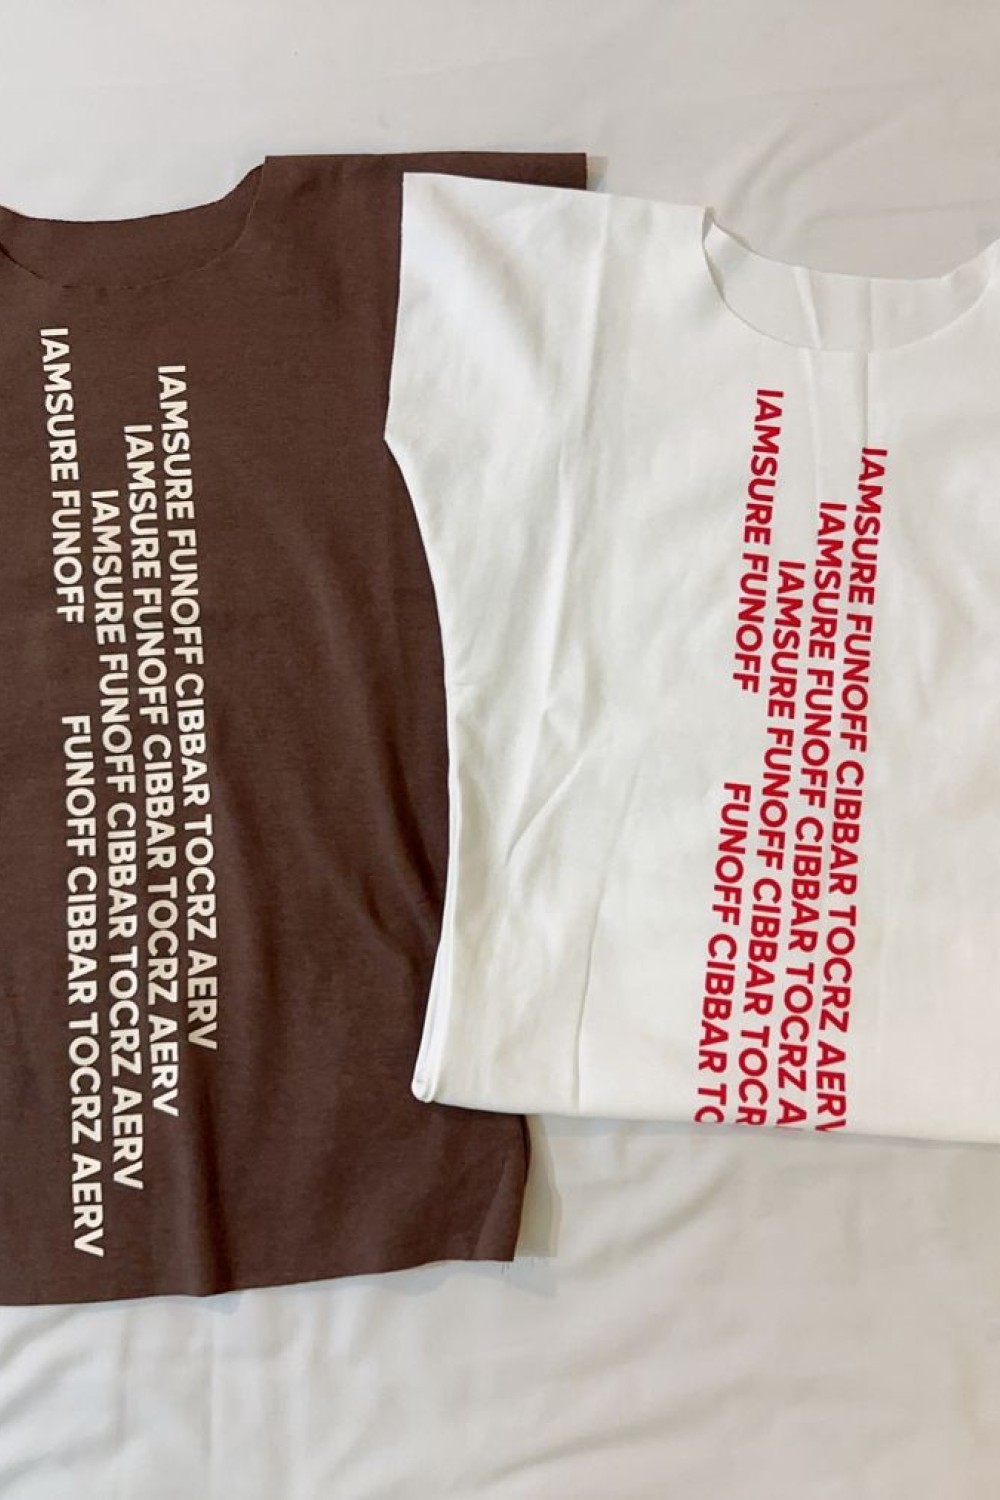 IAMSURE FUNOFF CIBBAR TOCRZ AERV
IAMSURE FUNOFF CIBBAR TOCRZ AERV
IAMSURE FUNOFF CIBBAR TOCRZ AERV
IAMSURE FUNOFF FUNOFF CIBBAR TOCRZ AERV
IAMSURE FUNOFF CIBBAR TOCRZ AERV
IAMSURE FUNOFF CIBBAR TOCRZ A
IAMSURE FUNOFF CIBBAR TOCR
IAMSURE FUNOFF FUNOFF CIBBAR TO